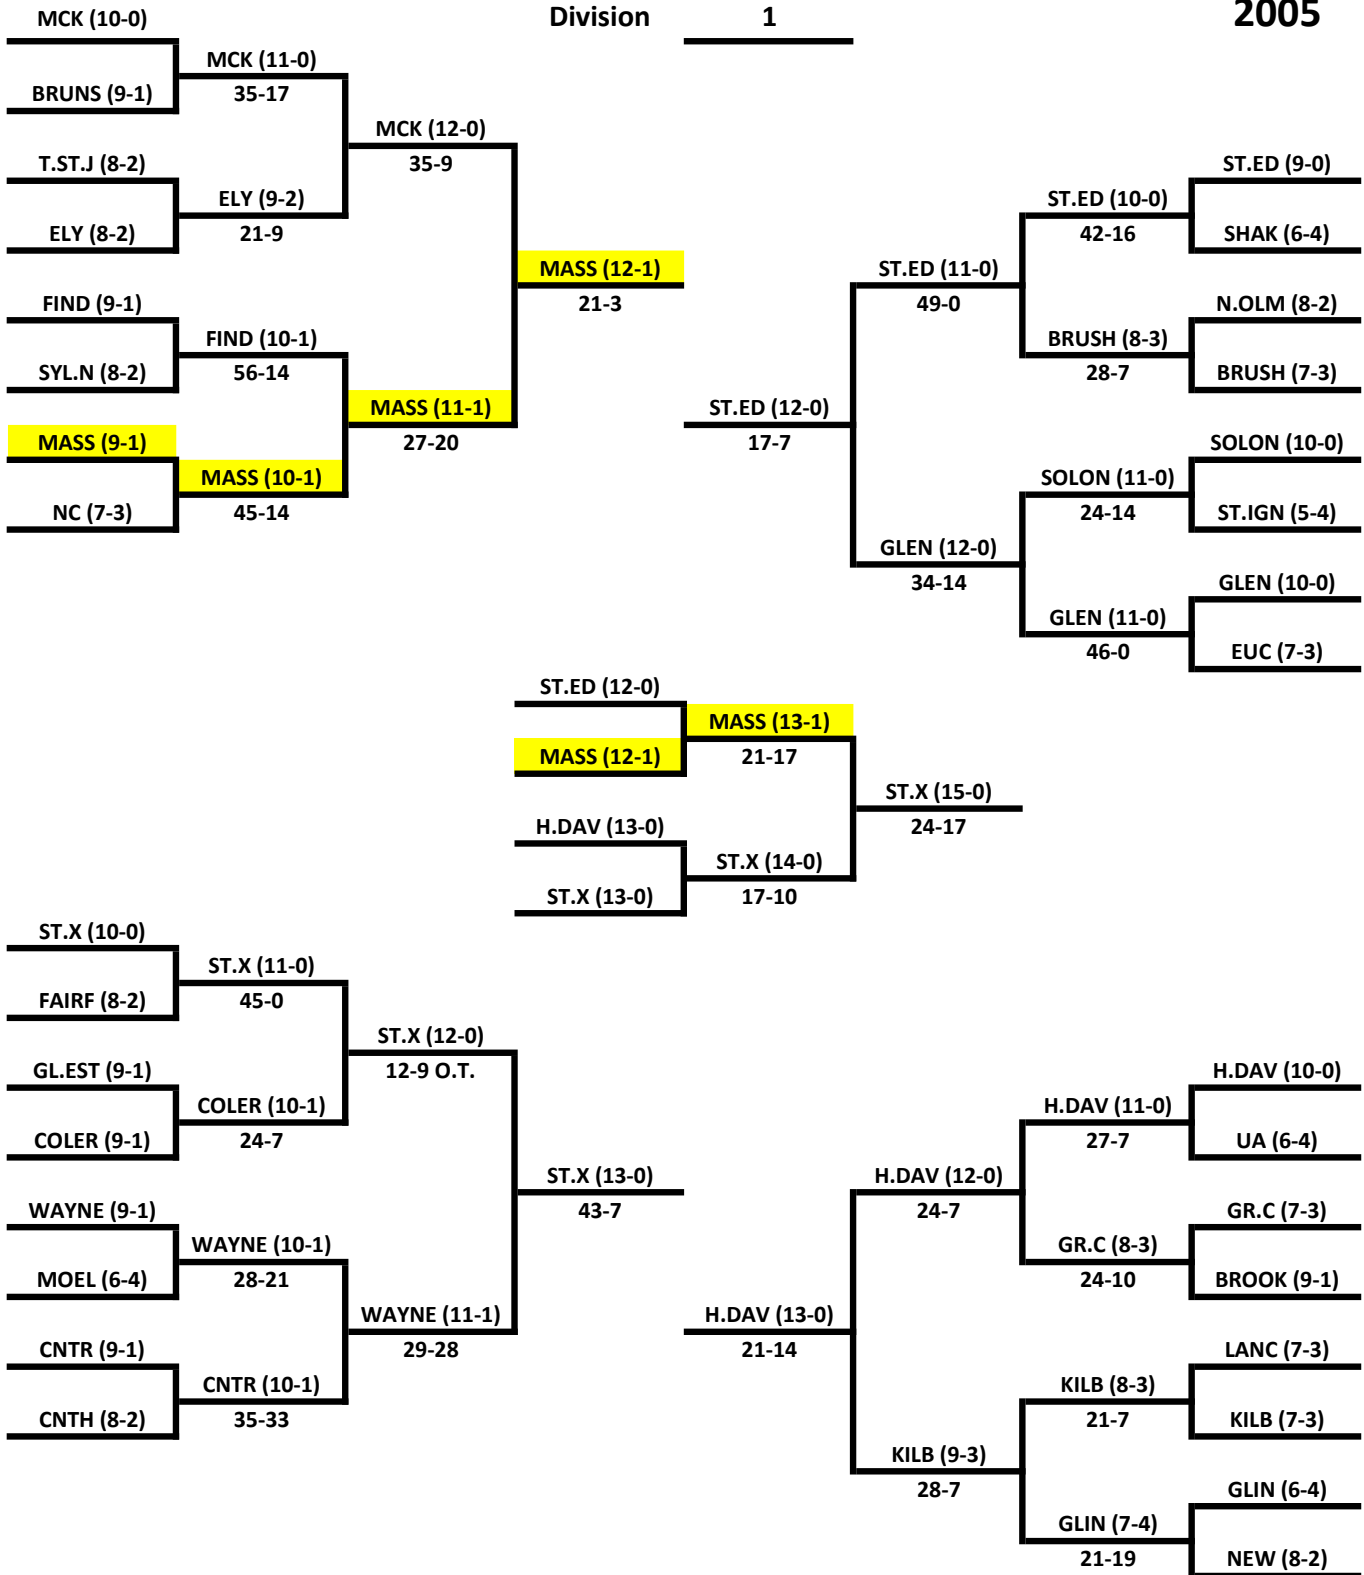 Division 1
2005
MCK (10-0)
MCK (11-0)
BRUNS (9-1)
35-17
MCK (12-0)
T.ST.J (8-2)
35-9
ELY (9-2)
ELY (8-2)
21-9
MASS (12-1)
FIND (9-1)
21-3
FIND (10-1)
SYL.N (8-2)
56-14
MASS (11-1)
MASS (9-1)
27-20
MASS (10-1)
NC (7-3)
45-14
ST.ED (9-0)
ST.ED (10-0)
42-16
SHAK (6-4)
ST.ED (11-0)
49-0
N.OLM (8-2)
BRUSH (8-3)
28-7
BRUSH (7-3)
ST.ED (12-0)
17-7
SOLON (10-0)
SOLON (11-0)
24-14
ST.IGN (5-4)
GLEN (12-0)
34-14
GLEN (10-0)
GLEN (11-0)
46-0
EUC (7-3)
ST.ED (12-0)
MASS (13-1)
MASS (12-1)
21-17
ST.X (15-0)
H.DAV (13-0)
24-17
ST.X (14-0)
ST.X (13-0)
17-10
ST.X (10-0)
ST.X (11-0)
FAIRF (8-2)
45-0
ST.X (12-0)
GL.EST (9-1)
12-9 O.T.
COLER (10-1)
COLER (9-1)
24-7
ST.X (13-0)
WAYNE (9-1)
43-7
WAYNE (10-1)
MOEL (6-4)
28-21
WAYNE (11-1)
CNTR (9-1)
29-28
CNTR (10-1)
CNTH (8-2)
35-33
H.DAV (10-0)
H.DAV (11-0)
27-7
UA (6-4)
H.DAV (12-0)
24-7
GR.C (7-3)
GR.C (8-3)
24-10
BROOK (9-1)
H.DAV (13-0)
21-14
LANC (7-3)
KILB (8-3)
21-7
KILB (7-3)
KILB (9-3)
28-7
GLIN (6-4)
GLIN (7-4)
21-19
NEW (8-2)